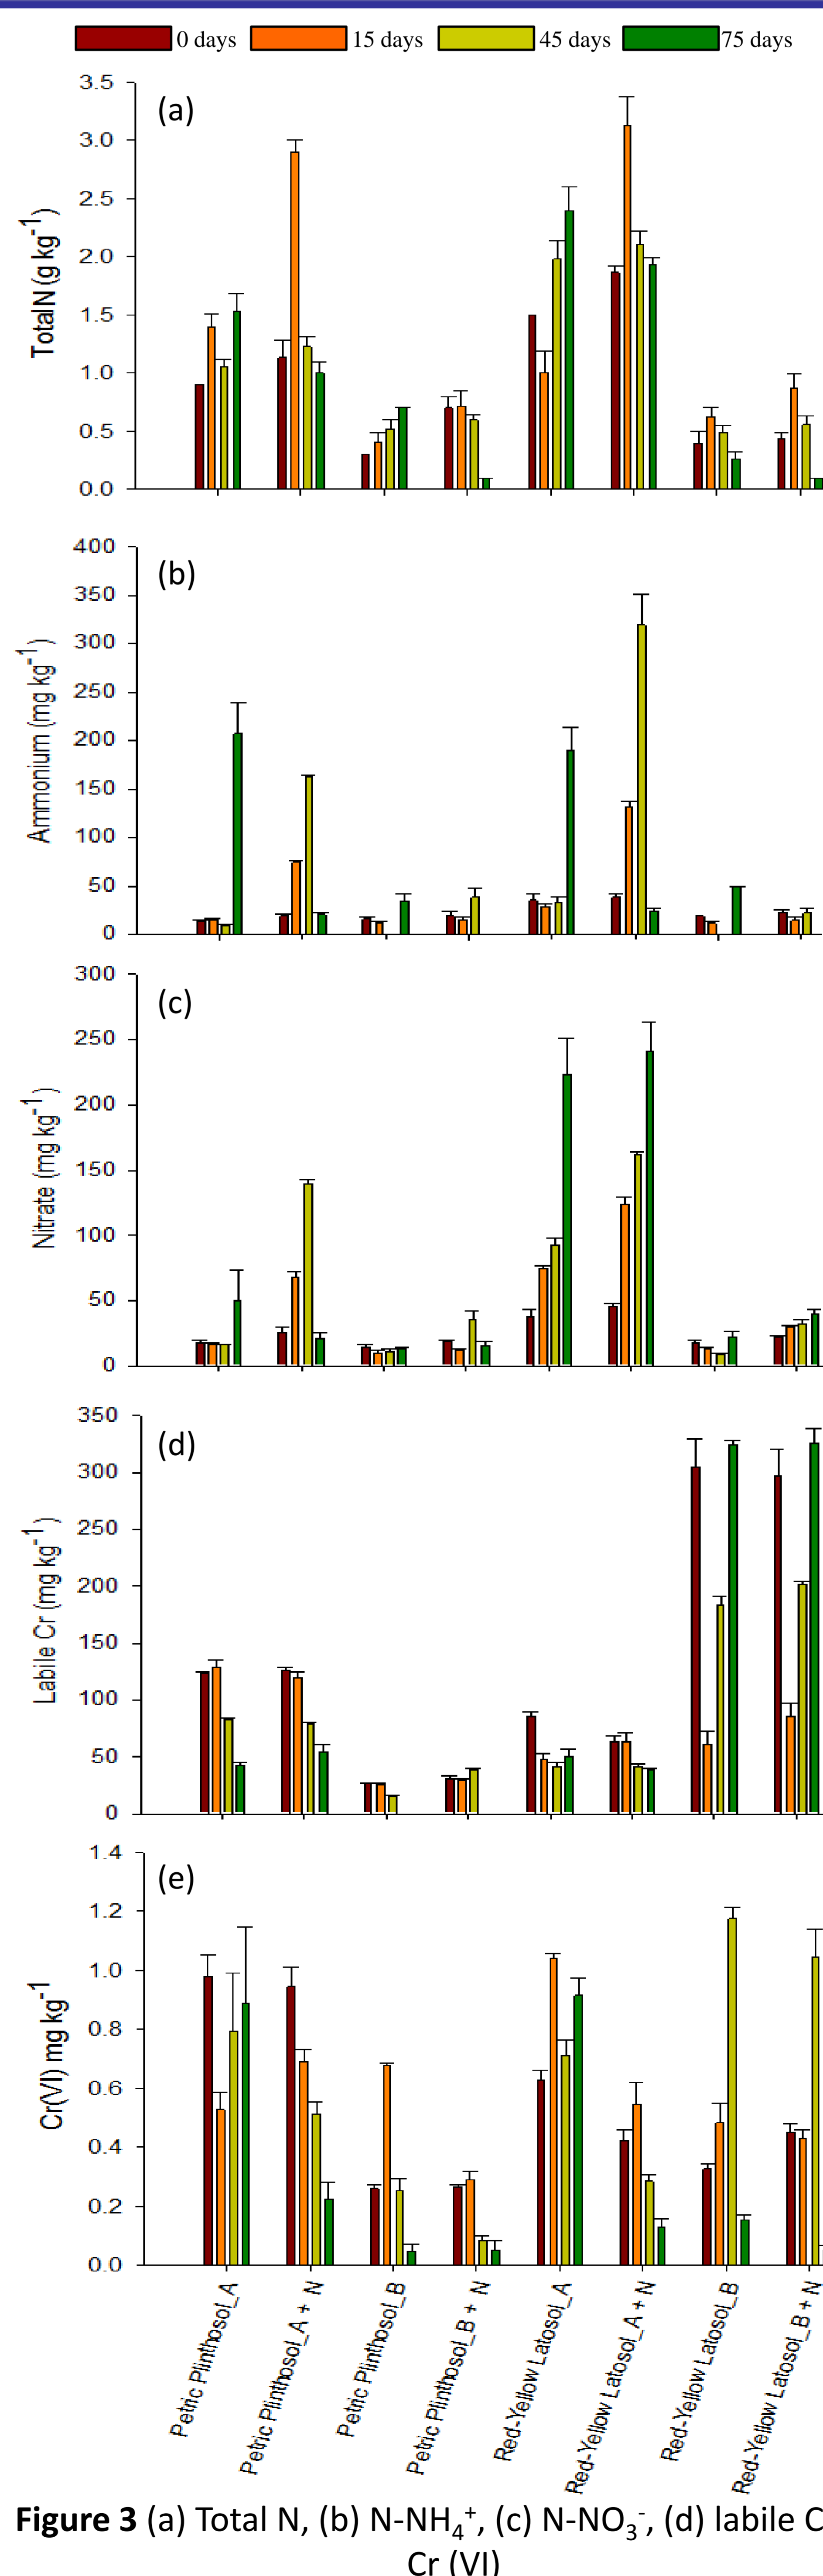 0 days 15 days 45 days 75 days
(a)
Total N (g kg-1)
3.5
3.0
2.5
2.0
1.5
1.0
0.5
0.0
(b)
Ammonium (mg kg-1)
400
350
300
250
200
150
100
50
0
(c)
Nitrate (mg kg-1)
300
250
200
150
100
50
0
(d)
Labile Cr (mg kg-1)
350
300
250
200
150
100
50
0
(e)
Cr(VI) mg kg-1
1.4
1.2
1.0
0.8
0.6
0.4
0.2
0.0
Petric Plinthosol_A
Petric Plinthosol_A + N
Petric Plinthosol_B
Petric Plinthosol_B + N
Red-Yellow Latosol_A
Red-Yellow Latosol_A + N
Red-Yellow Latosol_B
Red-Yellow Latosol_B + N
Figure 3 (a) Total N, (b) N-NH4+, (c) N-NO3-, (d) labile C
Cr (VI)